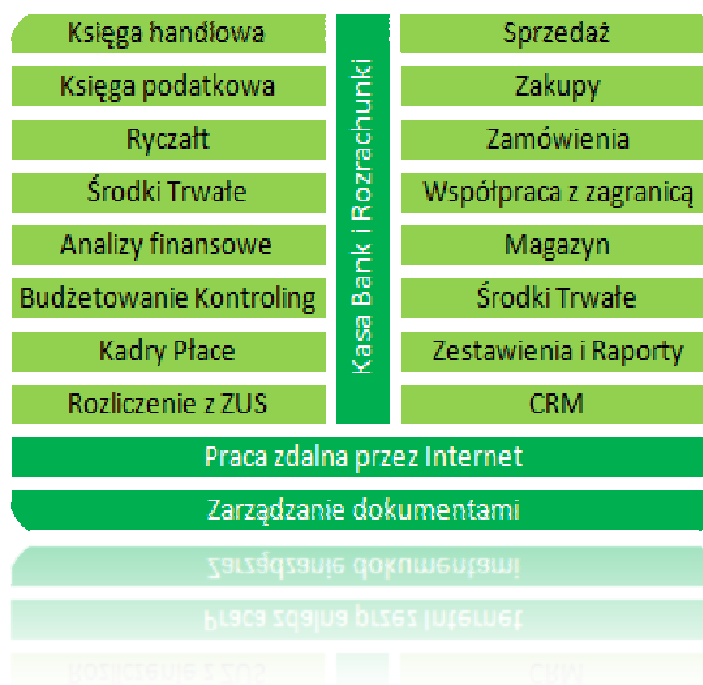 Księga handlowa
Księga podatkowa
Ryczałt
Środki Trwałe
Analizy finansowe
Budżetowanie Kontroling
Kadry Płace
Rozliczenie z ZUS
Kasa Bank i Rozrachunki
Sprzedaż
Zakupy
Zamówienia
Współpraca z zagranicą
Magazyn
Środki Trwałe
Zestawienia i Raporty
CRM
Praca zdalna przez Internet
Zarządzanie dokumentami